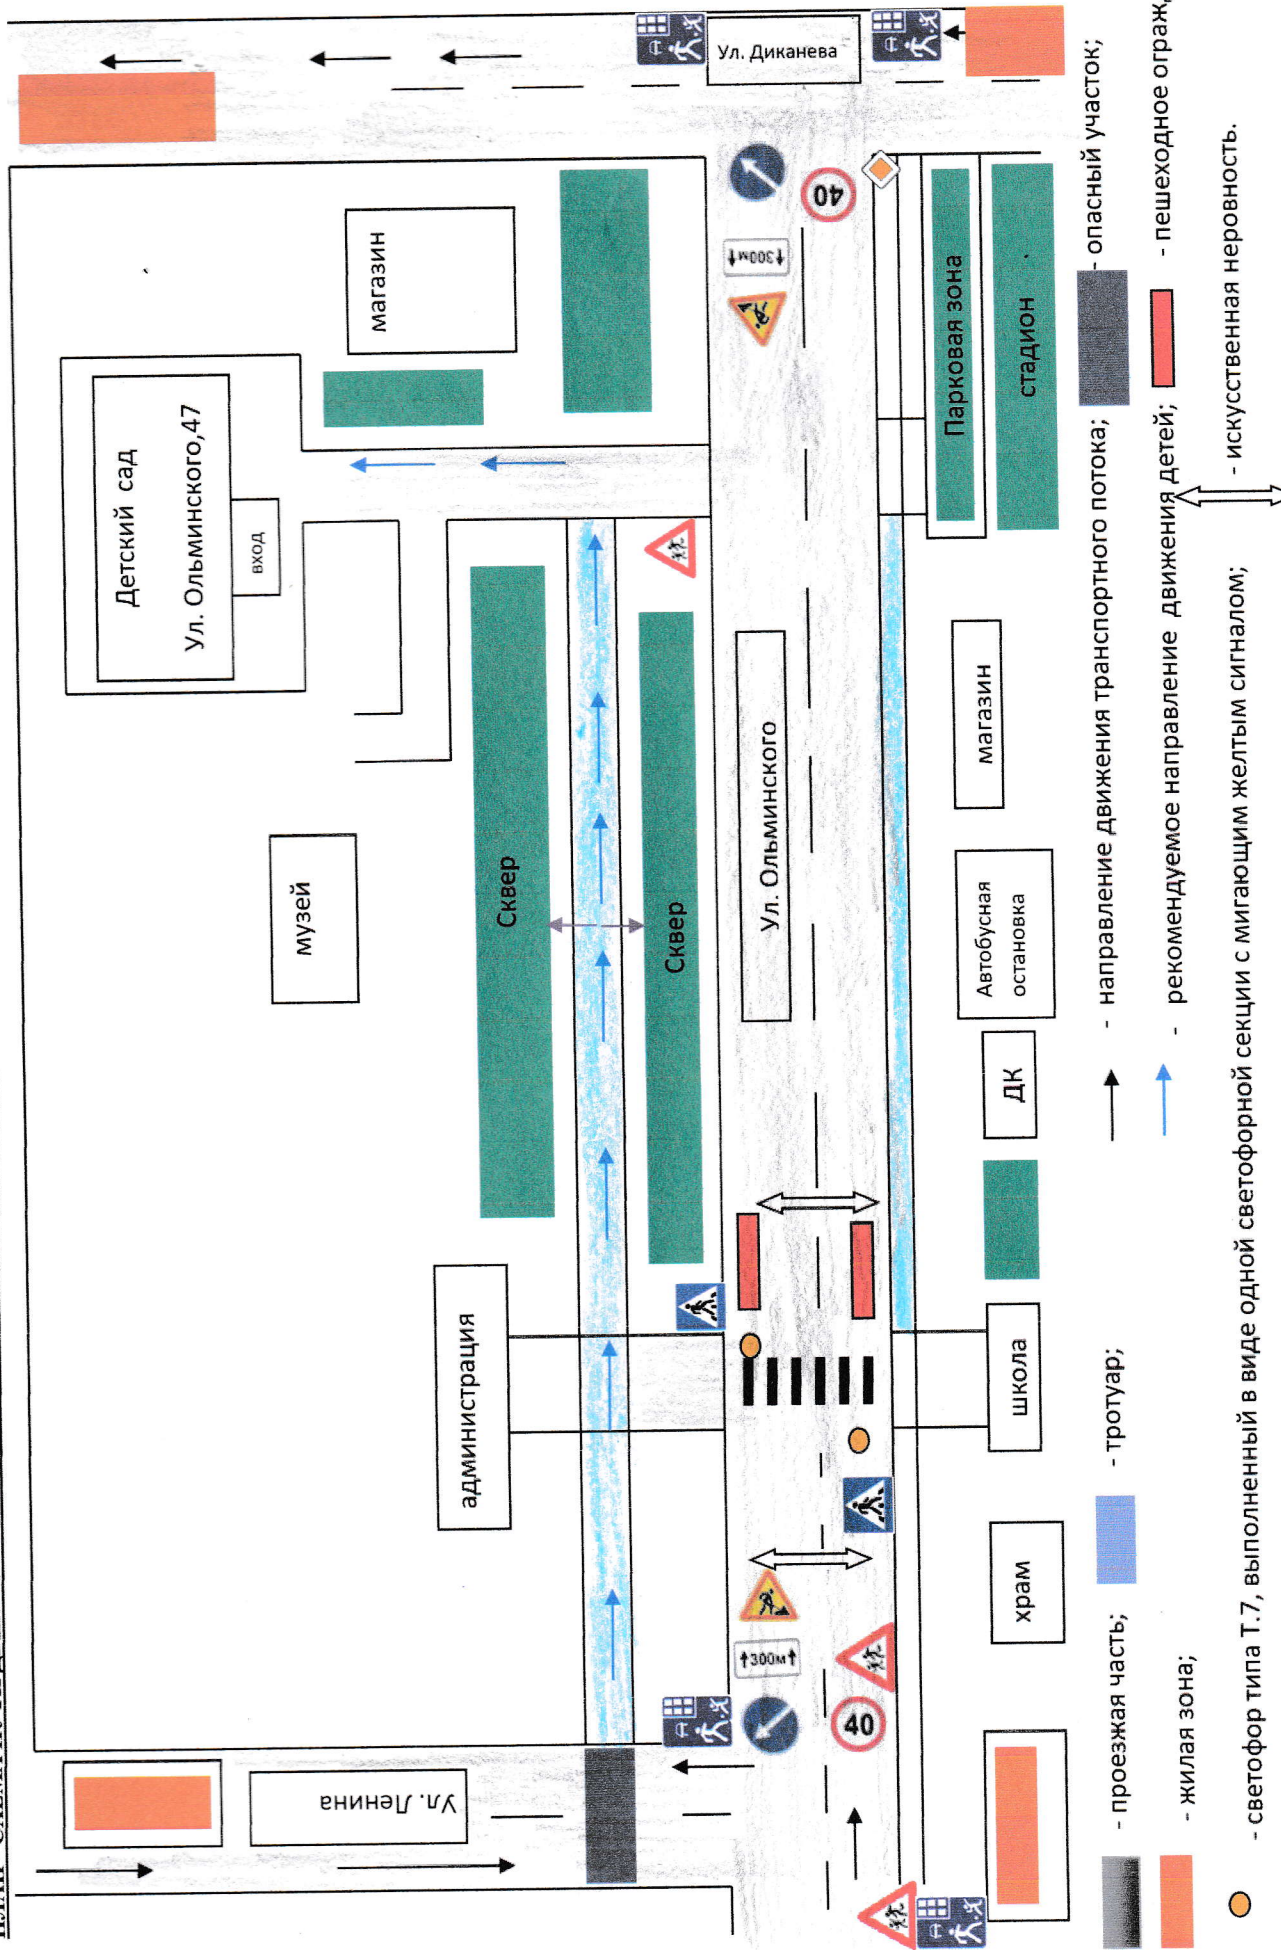 Детский сад
Ул. Ольминского,47
вход
магазин
Ул. Диканева
музей
Сквер
Сквер
администрация
Ул. Ленина
Ул. Ольминского
300м
40
300м
40
Парковая зона
стадион
магазин
Автобусная
остановка
ДК
школа
храм
- проезжая часть;
- тротуар;
- направление движения транспортного потока;
- опасный участок;
- жилая зона;
- рекомендуемое направление движения детей;
- пешеходное ограж
- светофор типа Т.7, выполненный в виде одной светофорной секции с мигающим желтым сигналом;
- искусственная неровность.